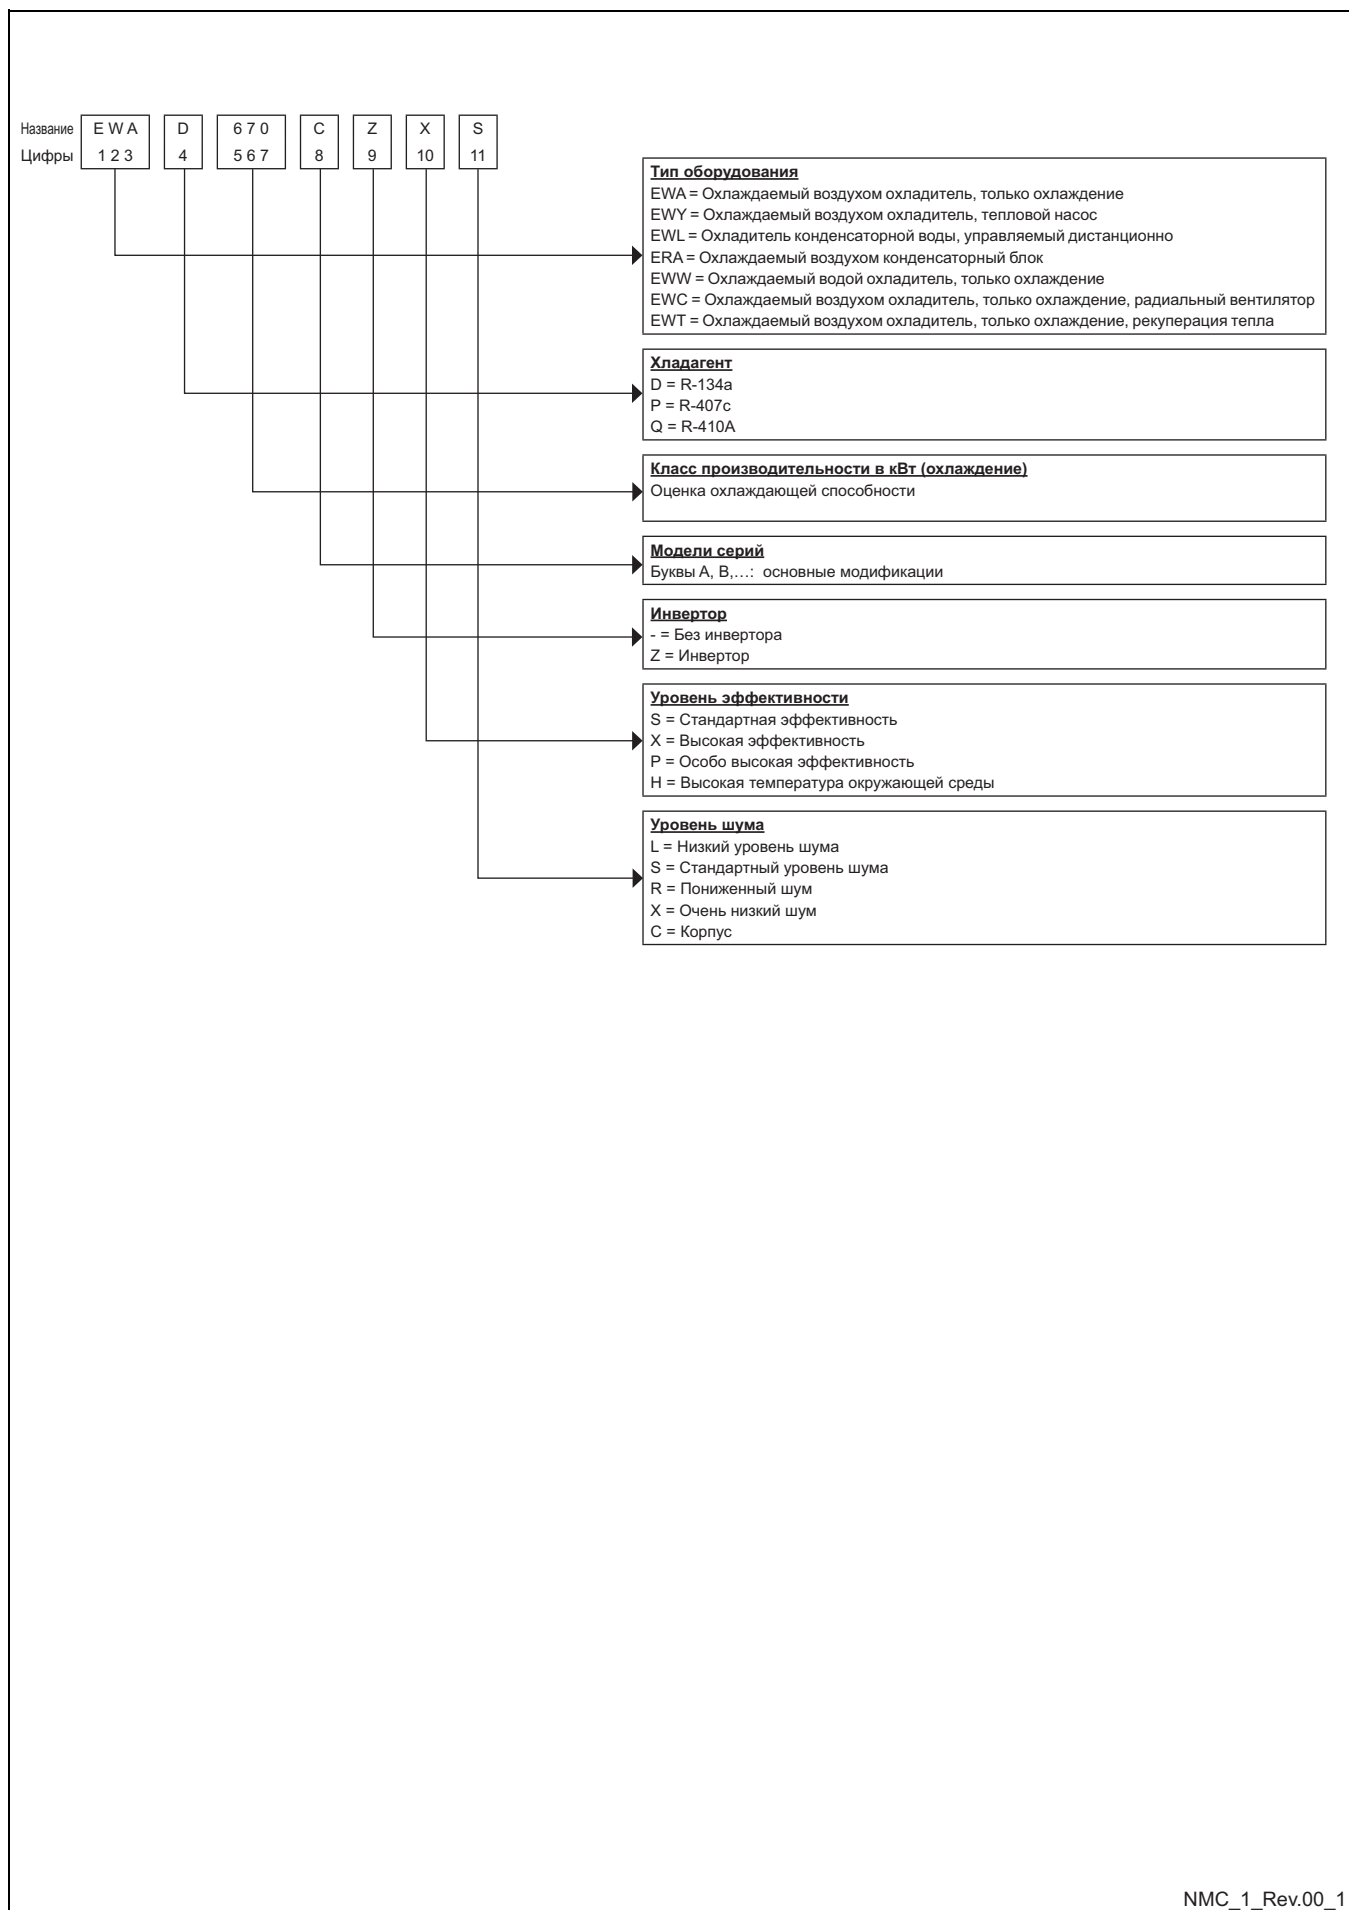 Название E W A D 6 7 0 C Z X S
Цифры 1 2 3 4 5 6 7 8 9 10 11
Тип оборудования
EWA = Охлаждаемый воздухом охладитель, только охлаждение
EWY = Охлаждаемый воздухом охладитель, тепловой насос
EWL = Охладитель конденсаторной воды, управляемый дистанционно
ERA = Охлаждаемый воздухом конденсаторный блок
EWW = Охлаждаемый водой охладитель, только охлаждение
EWC = Охлаждаемый воздухом охладитель, только охлаждение, радиальный вентилятор
EWT = Охлаждаемый воздухом охладитель, только охлаждение, рекуперация тепла
Хладагент
D = R-134a
P = R-407c
Q = R-410A
Класс производительности в кВт (охлаждение)
Оценка охлаждающей способности
Модели серий
Буквы A, B,…: основные модификации
Инвертор
- = Без инвертора
Z = Инвертор
Уровень эффективности
S = Стандартная эффективность
X = Высокая эффективность
P = Особо высокая эффективность
H = Высокая температура окружающей среды
Уровень шума
L = Низкий уровень шума
S = Стандартный уровень шума
R = Пониженный шум
X = Очень низкий шум
C = Корпус
NMC_1_Rev.00_1